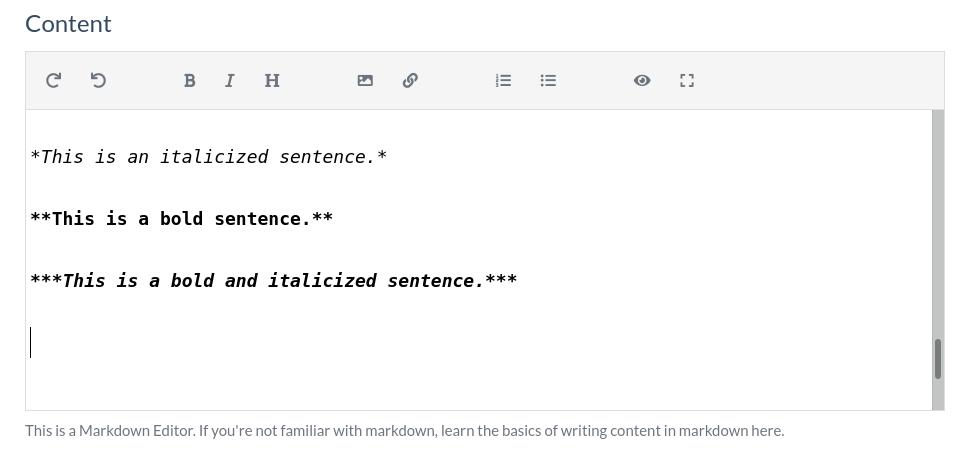 Content
B I H
*This is an italicized sentence.*
**This is a bold sentence.**
***This is a bold and italicized sentence.***
This is a Markdown Editor. If you're not familiar with markdown, learn the basics of writing content in markdown here.